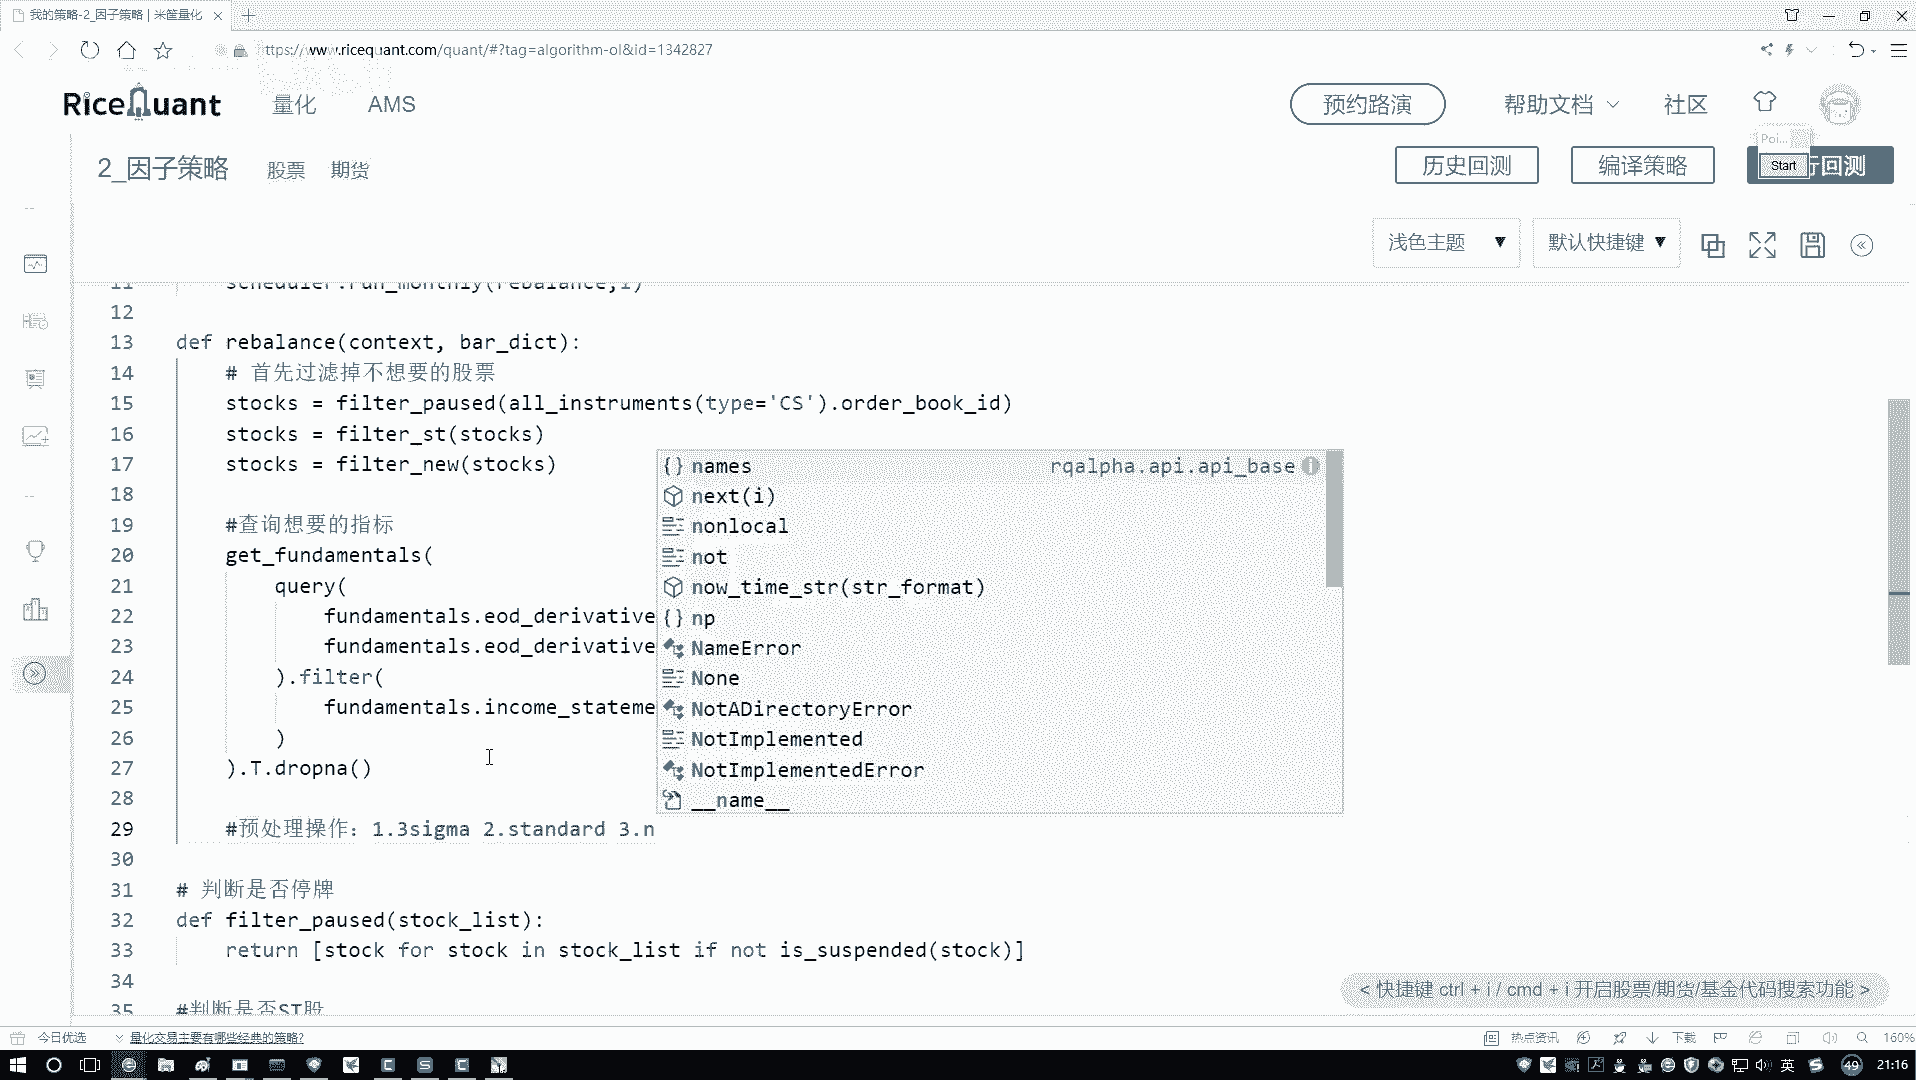 我的策略-2_因子策略 | 米筐量化
https://www.ricequant.com/quant/#?tag=algorithm-ol&id=1342827
RiceQuant 量化 AMS 预约路演 帮助文档 社区
Poi...
2_因子策略 股票 期货 历史回测 编译策略 Start 行回测
浅色主题 默认快捷键
11 scheduler.run_monthly(rebalance,1)
12
13 def rebalance(context, bar_dict):
14 # 首先过滤掉不想要的股票
15 stocks = filter_paused(all_instruments(type='CS').order_book_id)
16 stocks = filter_st(stocks)
17 stocks = filter_new(stocks)
18
19 #查询想要的指标
20 get_fundamentals(
21 query(
22 fundamentals.eod_derivative
23 fundamentals.eod_derivative
24 ).filter(
25 fundamentals.income_stateme
26 )
27 ).T.dropna()
28
29 #预处理操作：1.3sigma 2.standard 3.n
30
31 # 判断是否停牌
32 def filter_paused(stock_list):
33 return [stock for stock in stock_list if not is_suspended(stock)]
34
35 #判断是否ST股
names rqalpha.api.api_base
next(i)
nonlocal
not
now_time_str(str_format)
np
NameError
None
NotADirectoryError
NotImplemented
NotImplementedError
__name__
< 快捷键 ctrl + i / cmd + i 开启股票/期货/基金代码搜索功能 >
今日优选 量化交易主要有哪些经典的策略? 热点资讯 下载 160%
英 49 21:16